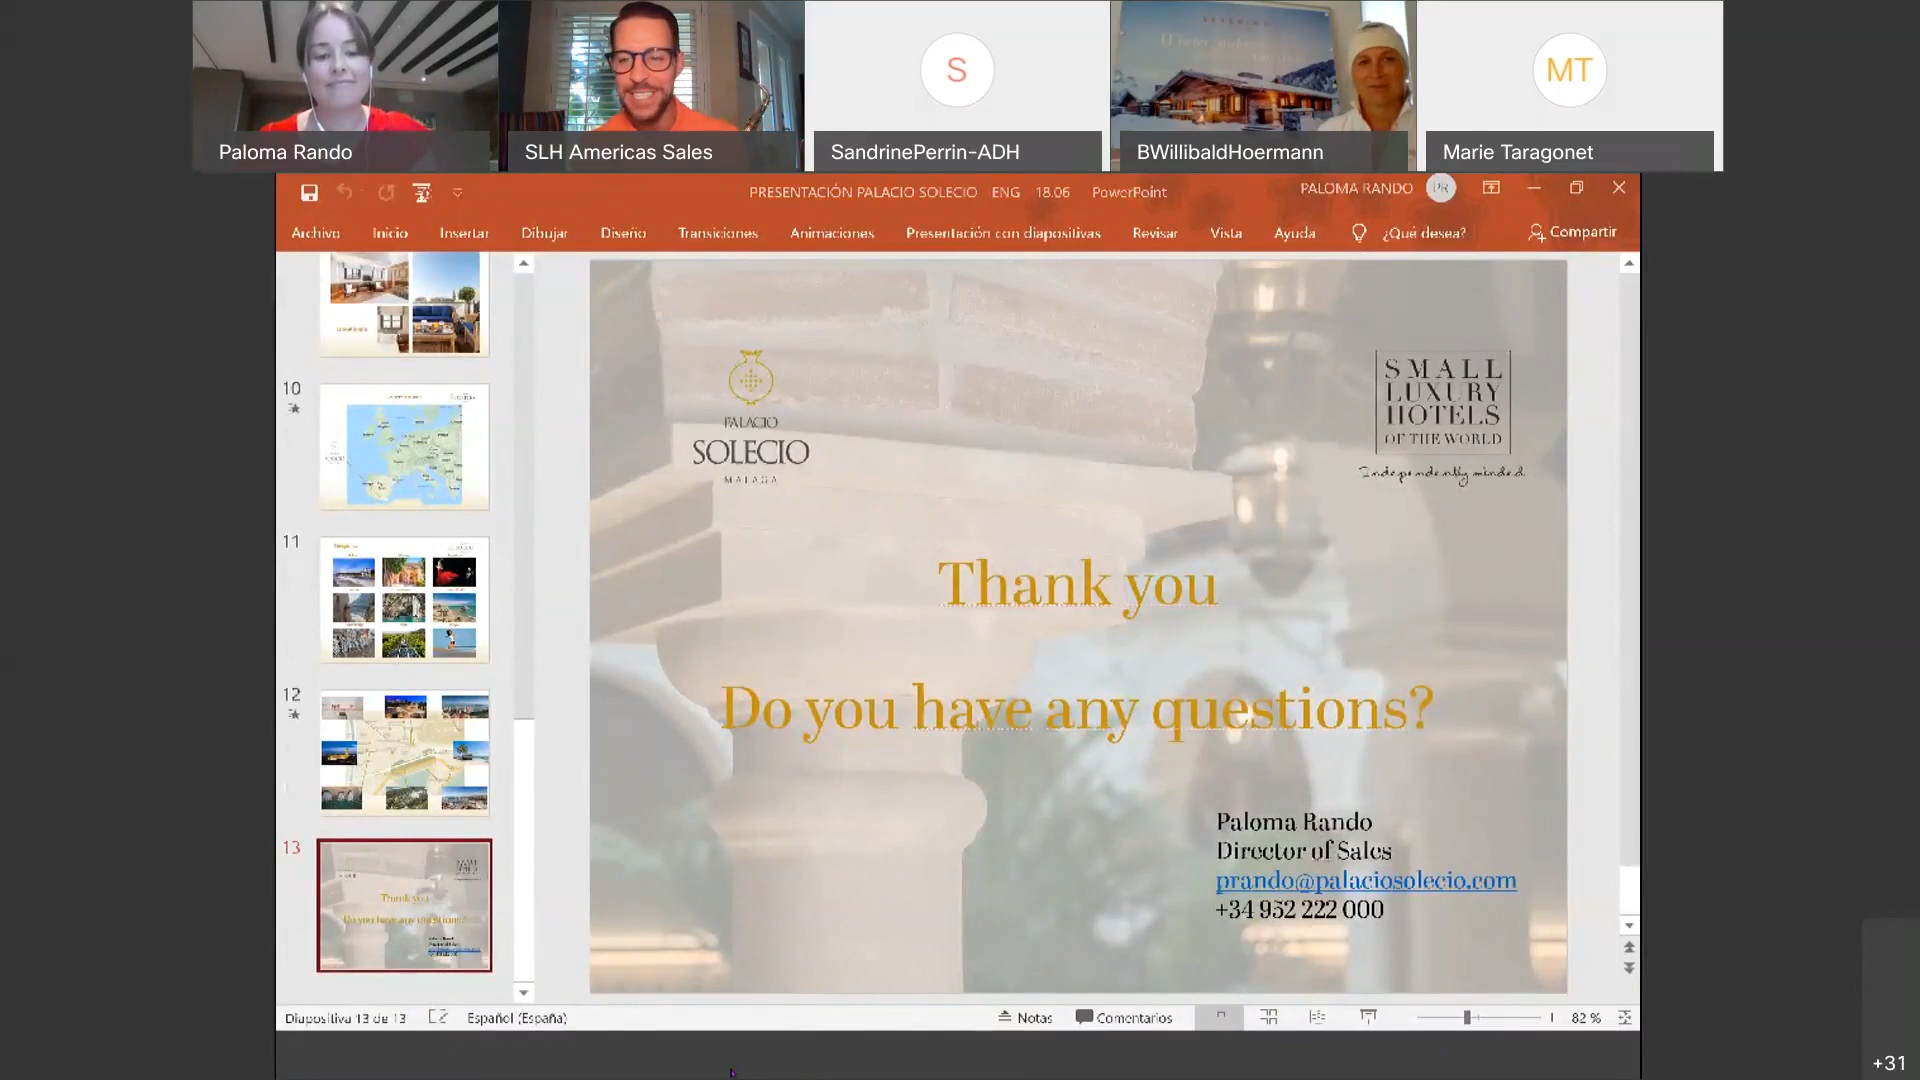 Paloma Rando
SLH Americas Sales
S
SandrinePerrin-ADH
BWillibaldHoermann
MT
Marie Taragonet
PRESENTACIÓN PALACIO SOLECIO ENG 18.06 PowerPoint
PALOMA RANDO
PR
Archivo
Inicio
Insertar
Dibujar
Diseño
Transiciones
Animaciones
Presentación con diapositivas
Revisar
Vista
Ayuda
¿Qué desea?
Compartir
10
11
12
13
PALACIO
SOLECIO
MALAGA
SMALL
LUXURY
HOTELS
OF THE WORLD
Independently minded
Thank you
Do you have any questions?
Paloma Rando
Director of Sales
prando@palaciosolecio.com
+34 952 222 000
Diapositiva 13 de 13
Español (España)
Notas
Comentarios
82 %
+31